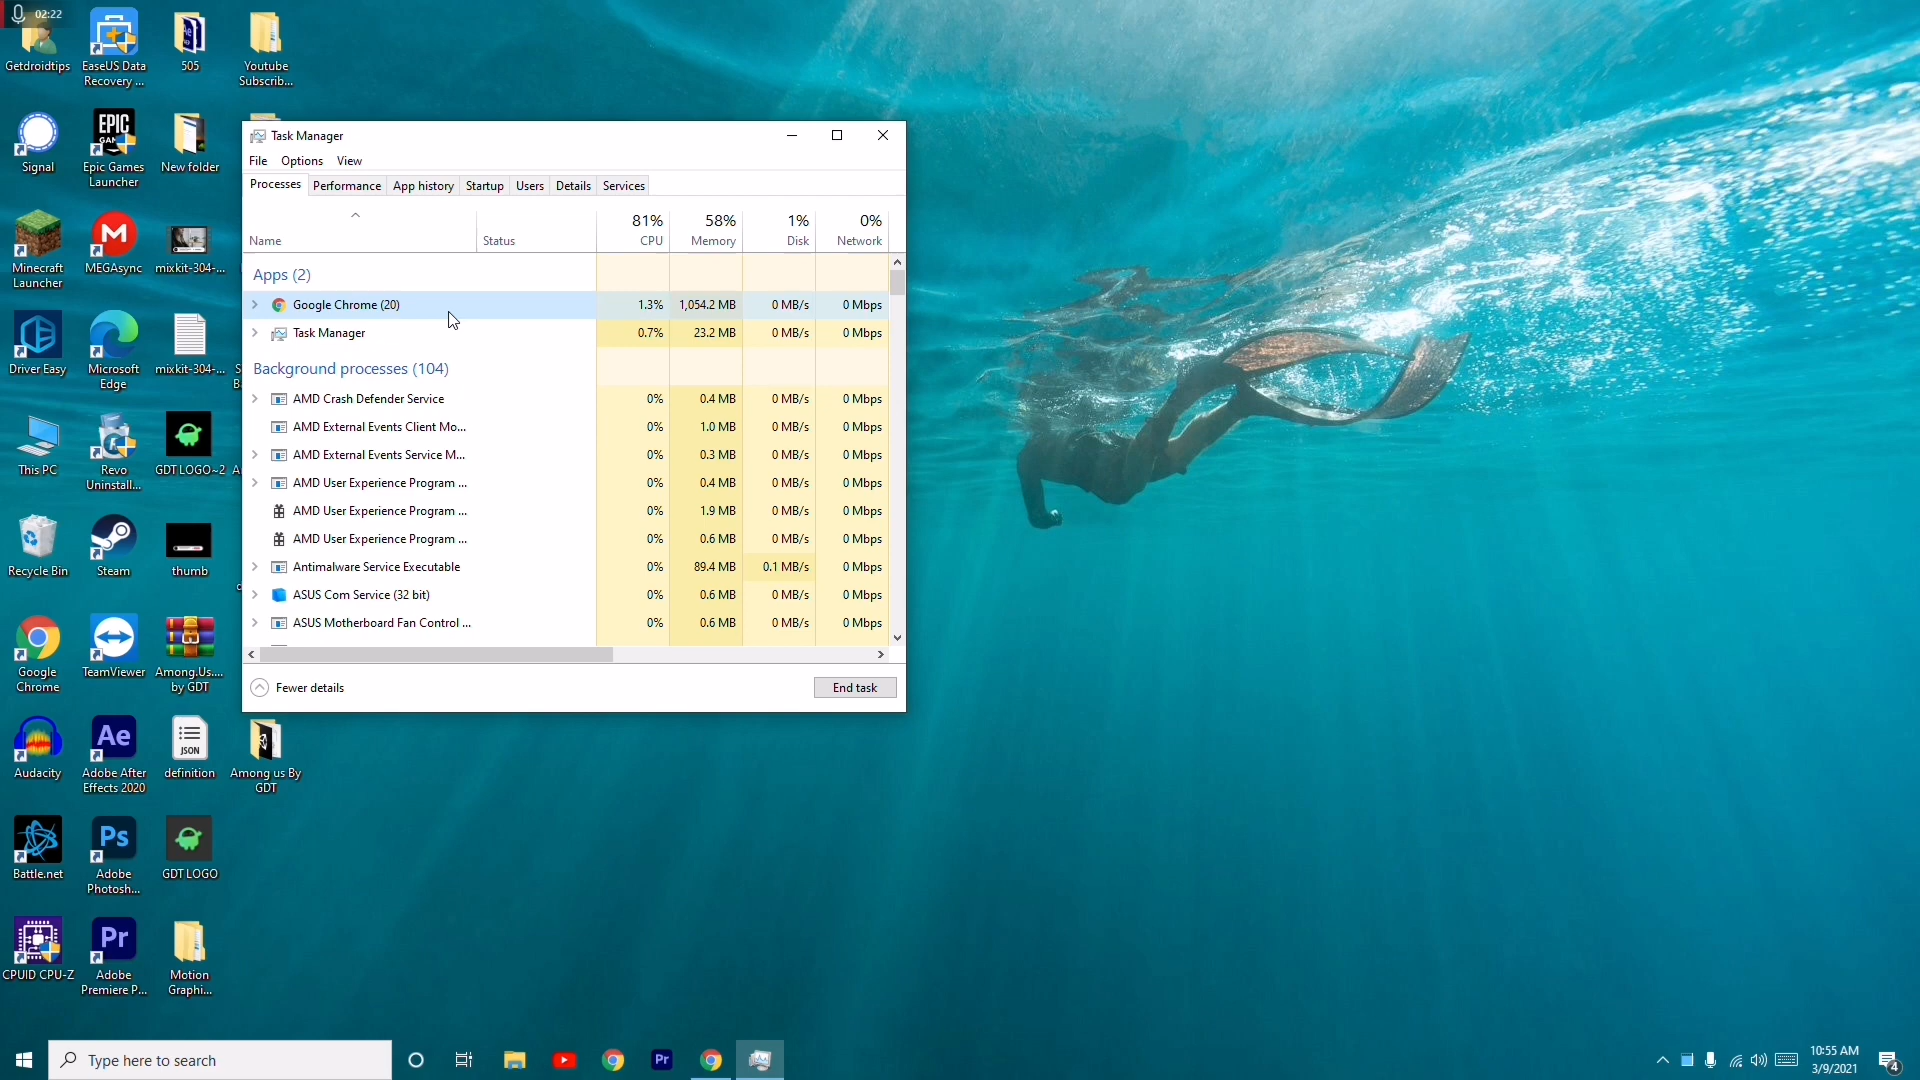 02:22
Getdroidtips
EaseUS Data
Recovery ...
505
Youtube
Subscrib...
Signal
EPIC
Epic Games
Launcher
New folder
Minecraft
Launcher
MEGAsync
mixkit-304-...
Driver Easy
Microsoft
Edge
mixkit-304-...
This PC
Revo
Uninstall...
GDT LOGO~2
Recycle Bin
Steam
thumb
Google
Chrome
TeamViewer
Among.Us....
by GDT
Audacity
Ae
Adobe After
Effects 2020
JSON
definition
Among us By
GDT
Battle.net
Ps
Adobe
Photosh...
GDT LOGO
CPUID CPU-Z
Pr
Adobe
Premiere P...
Motion
Graphi...
Task Manager
File Options View
Processes Performance App history Startup Users Details Services
81% 58% 1% 0%
Name Status CPU Memory Disk Network
Apps (2)
Google Chrome (20) 1.3% 1,054.2 MB 0 MB/s 0 Mbps
Task Manager 0.7% 23.2 MB 0 MB/s 0 Mbps
Background processes (104)
AMD Crash Defender Service 0% 0.4 MB 0 MB/s 0 Mbps
AMD External Events Client Mo... 0% 1.0 MB 0 MB/s 0 Mbps
AMD External Events Service M... 0% 0.3 MB 0 MB/s 0 Mbps
AMD User Experience Program ... 0% 0.4 MB 0 MB/s 0 Mbps
AMD User Experience Program ... 0% 1.9 MB 0 MB/s 0 Mbps
AMD User Experience Program ... 0% 0.6 MB 0 MB/s 0 Mbps
Antimalware Service Executable 0% 89.4 MB 0.1 MB/s 0 Mbps
ASUS Com Service (32 bit) 0% 0.6 MB 0 MB/s 0 Mbps
ASUS Motherboard Fan Control ... 0% 0.6 MB 0 MB/s 0 Mbps
Fewer details End task
Type here to search
Pr
10:55 AM
3/9/2021
4